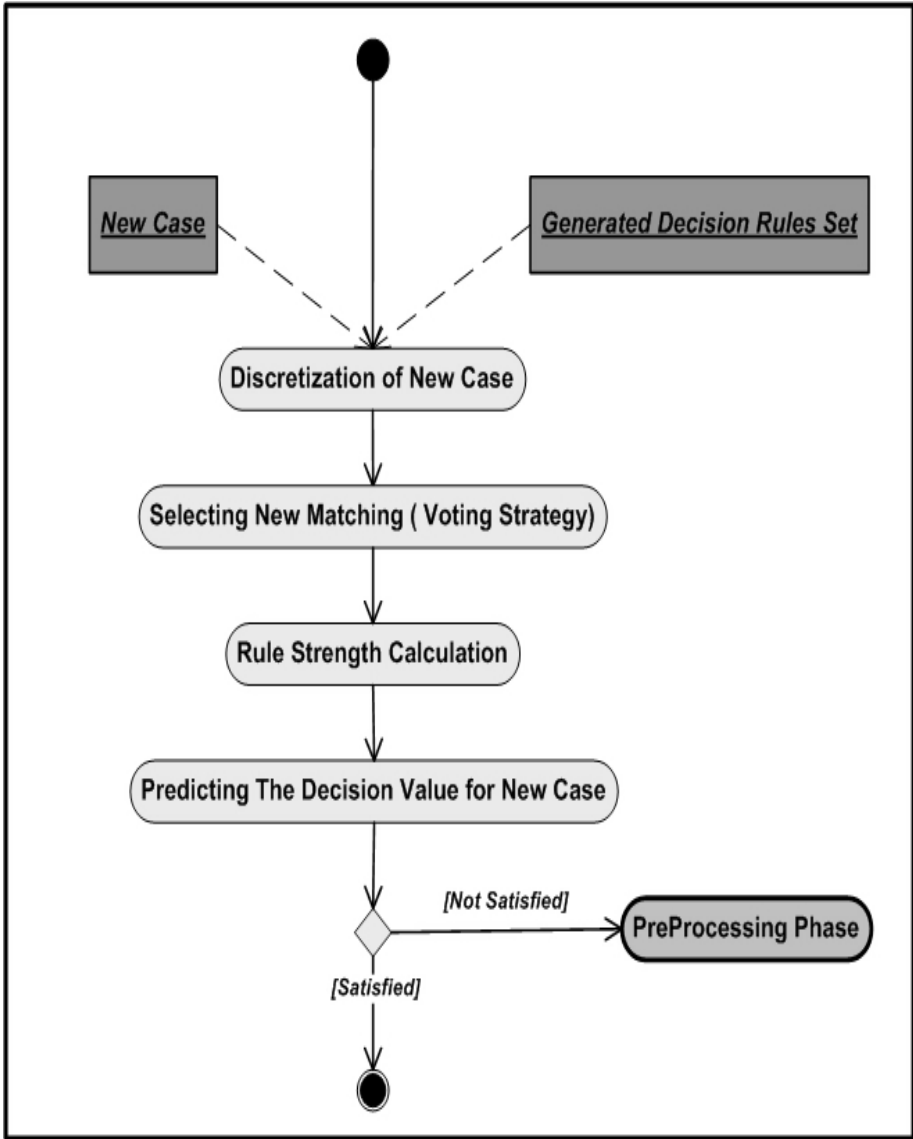 New Case
Generated Decision Rules Set
Discretization of New Case
Selecting New Matching ( Voting Strategy)
Rule Strength Calculation
Predicting The Decision Value for New Case
[Not Satisfied]
PreProcessing Phase
[Satisfied]